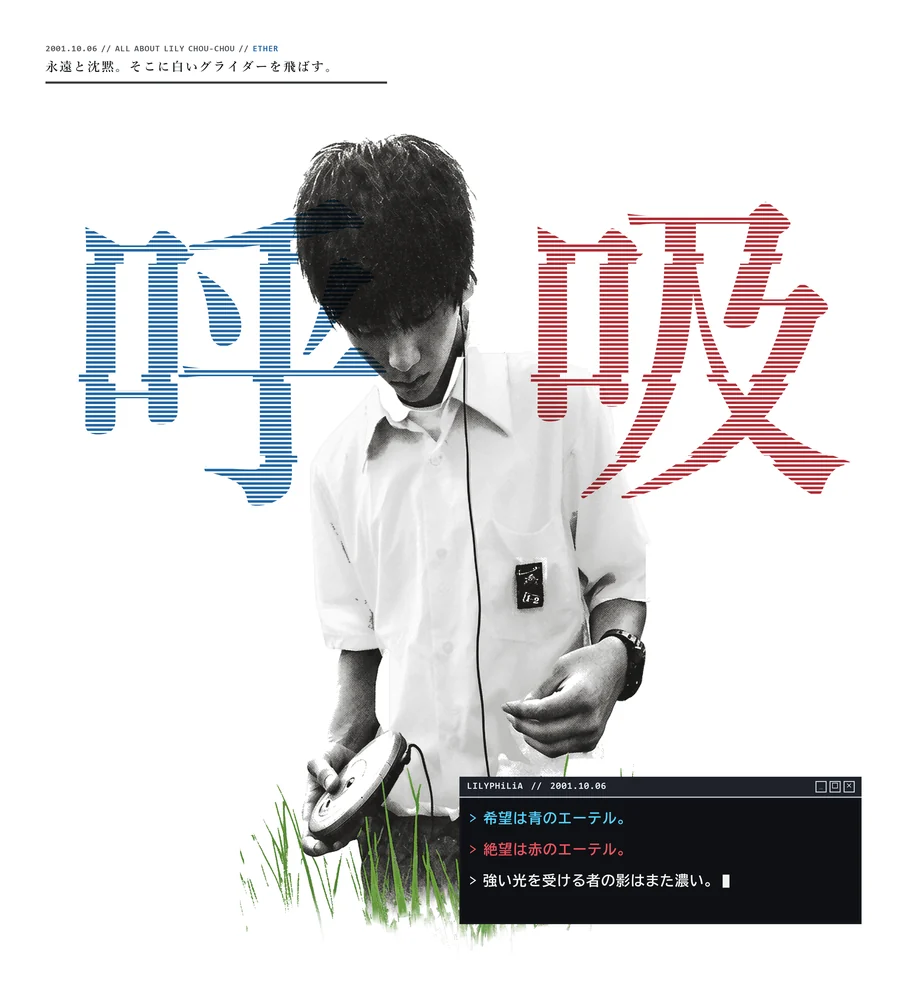 2001.10.06 // ALL ABOUT LILY CHOU-CHOU // ETHER
永遠と沈黙。そこに白いグライダーを飛ばす。
呼吸
LILYPHiLiA // 2001.10.06
> 希望は青のエーテル。
> 絶望は赤のエーテル。
> 強い光を受ける者の影はまた濃い。